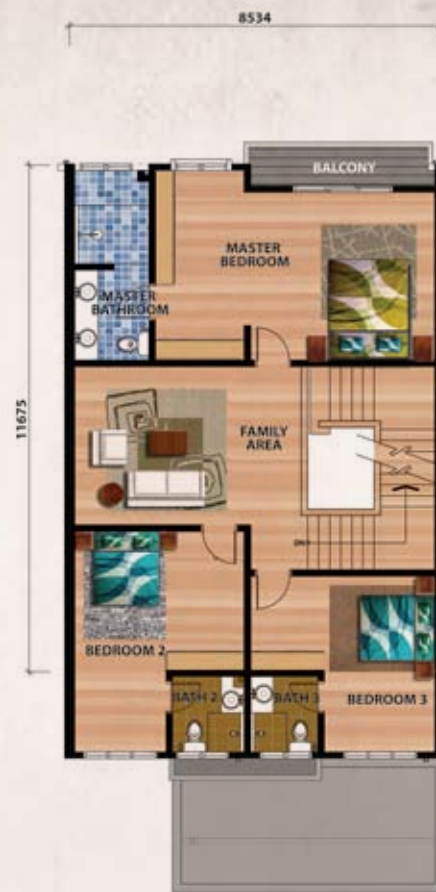 8534
BALCONY
MASTER
BEDROOM
MASTER
BATHROOM
11675
FAMILY
AREA
BEDROOM 2
BATH 2
BATH 3
BEDROOM 3